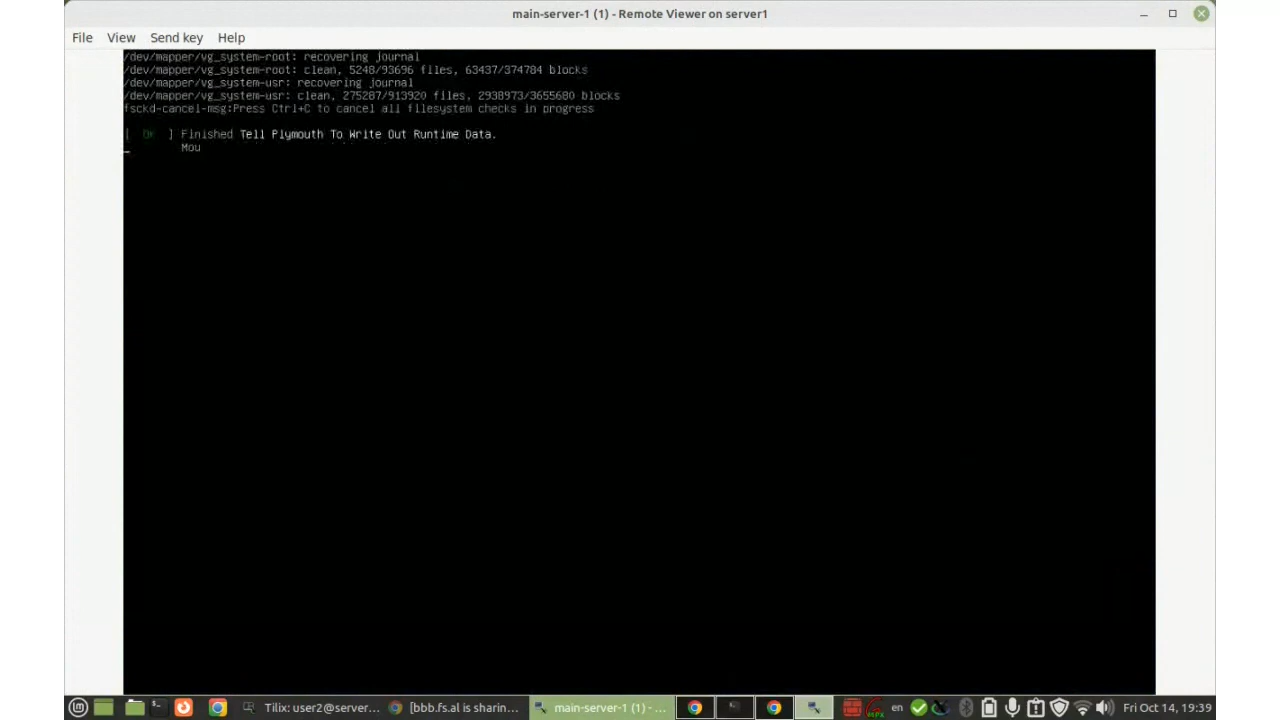 main-server-1 (1) - Remote Viewer on server1
File View Send key Help
/dev/mapper/vg_system-root: recovering journal
/dev/mapper/vg_system-root: clean, 5248/93696 files, 63437/374784 blocks
/dev/mapper/vg_system-usr: recovering journal
/dev/mapper/vg_system-usr: clean, 275287/913920 files, 2938973/3655680 blocks
fsckd-cancel-msg:Press Ctrl+C to cancel all filesystem checks in progress
[ OK ] Finished Tell Plymouth To Write Out Runtime Data.
Mou
Tilix: user2@server... [bbb.fs.al is sharin... main-server-1 (1) - ... en Fri Oct 14, 19:39